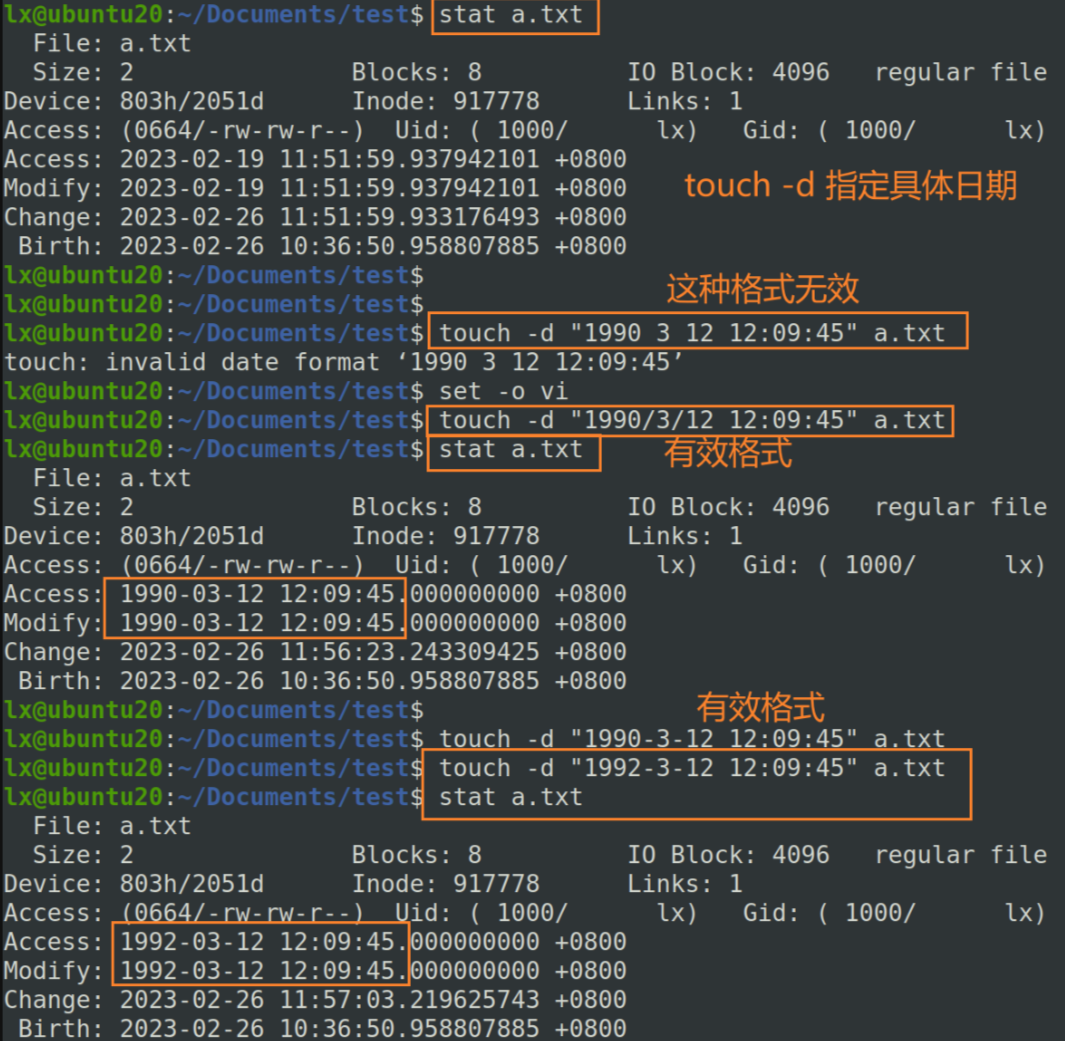 lx@ubuntu20:~/Documents/test$ stat a.txt
  File: a.txt
  Size: 2               Blocks: 8          IO Block: 4096   regular file
Device: 803h/2051d      Inode: 917778      Links: 1
Access: (0664/-rw-rw-r--)  Uid: ( 1000/      lx)   Gid: ( 1000/      lx)
Access: 2023-02-19 11:51:59.937942101 +0800
Modify: 2023-02-19 11:51:59.937942101 +0800
touch -d 指定具体日期
Change: 2023-02-26 11:51:59.933176493 +0800
 Birth: 2023-02-26 10:36:50.958807885 +0800
lx@ubuntu20:~/Documents/test$
这种格式无效
lx@ubuntu20:~/Documents/test$
lx@ubuntu20:~/Documents/test$ touch -d "1990 3 12 12:09:45" a.txt
touch: invalid date format ‘1990 3 12 12:09:45’
lx@ubuntu20:~/Documents/test$ set -o vi
lx@ubuntu20:~/Documents/test$ touch -d "1990/3/12 12:09:45" a.txt
lx@ubuntu20:~/Documents/test$ stat a.txt
有效格式
  File: a.txt
  Size: 2               Blocks: 8          IO Block: 4096   regular file
Device: 803h/2051d      Inode: 917778      Links: 1
Access: (0664/-rw-rw-r--)  Uid: ( 1000/      lx)   Gid: ( 1000/      lx)
Access: 1990-03-12 12:09:45.000000000 +0800
Modify: 1990-03-12 12:09:45.000000000 +0800
Change: 2023-02-26 11:56:23.243309425 +0800
 Birth: 2023-02-26 10:36:50.958807885 +0800
lx@ubuntu20:~/Documents/test$
有效格式
lx@ubuntu20:~/Documents/test$ touch -d "1990-3-12 12:09:45" a.txt
lx@ubuntu20:~/Documents/test$ touch -d "1992-3-12 12:09:45" a.txt
lx@ubuntu20:~/Documents/test$ stat a.txt
  File: a.txt
  Size: 2               Blocks: 8          IO Block: 4096   regular file
Device: 803h/2051d      Inode: 917778      Links: 1
Access: (0664/-rw-rw-r--)  Uid: ( 1000/      lx)   Gid: ( 1000/      lx)
Access: 1992-03-12 12:09:45.000000000 +0800
Modify: 1992-03-12 12:09:45.000000000 +0800
Change: 2023-02-26 11:57:03.219625743 +0800
 Birth: 2023-02-26 10:36:50.958807885 +0800